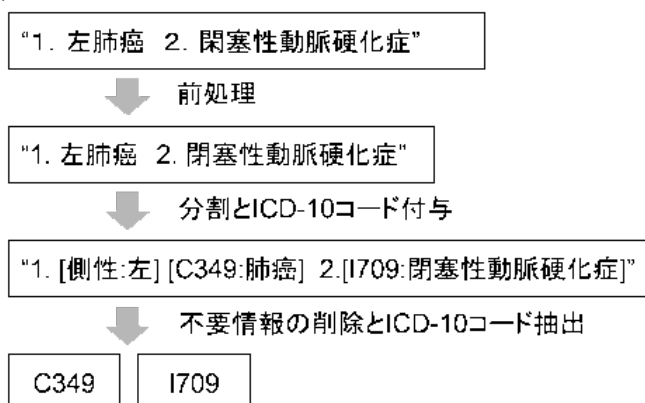 “1. 左肺癌 2. 閑塞性動脈硬化症”
前処理
“1. 左肺癌 2. 閉塞性動脈硬化症”
分割とICD-10コード付与
“1. [側性:左] [C349:肺癌] 2.[I709:閉塞性動脈硬化症]”
不要情報の削除とICD-10コード抽出
C349 I709